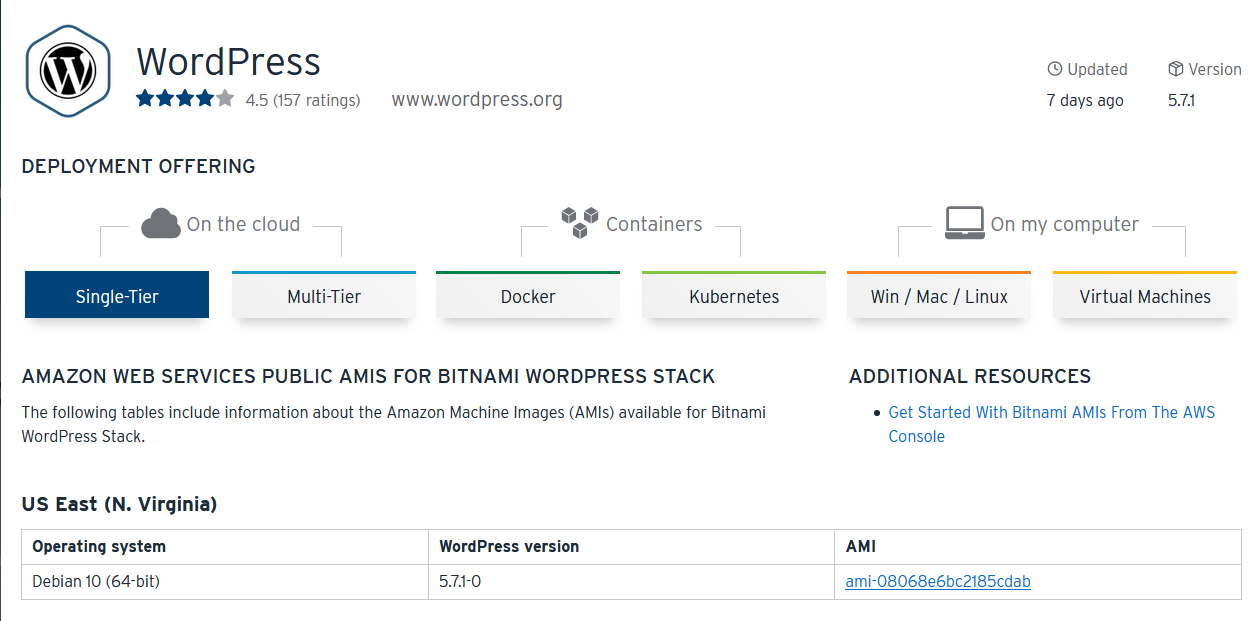 WordPress
4.5 (157 ratings) www.wordpress.org
Updated Version
7 days ago 5.7.1
DEPLOYMENT OFFERING
On the cloud Containers On my computer
Single-Tier Multi-Tier Docker Kubernetes Win / Mac / Linux Virtual Machines
AMAZON WEB SERVICES PUBLIC AMIS FOR BITNAMI WORDPRESS STACK
The following tables include information about the Amazon Machine Images (AMIs) available for Bitnami
WordPress Stack.
ADDITIONAL RESOURCES
Get Started With Bitnami AMIs From The AWS
Console
US East (N. Virginia)
Operating system WordPress version AMI
Debian 10 (64-bit) 5.7.1-0 ami-08068e6bc2185cdab